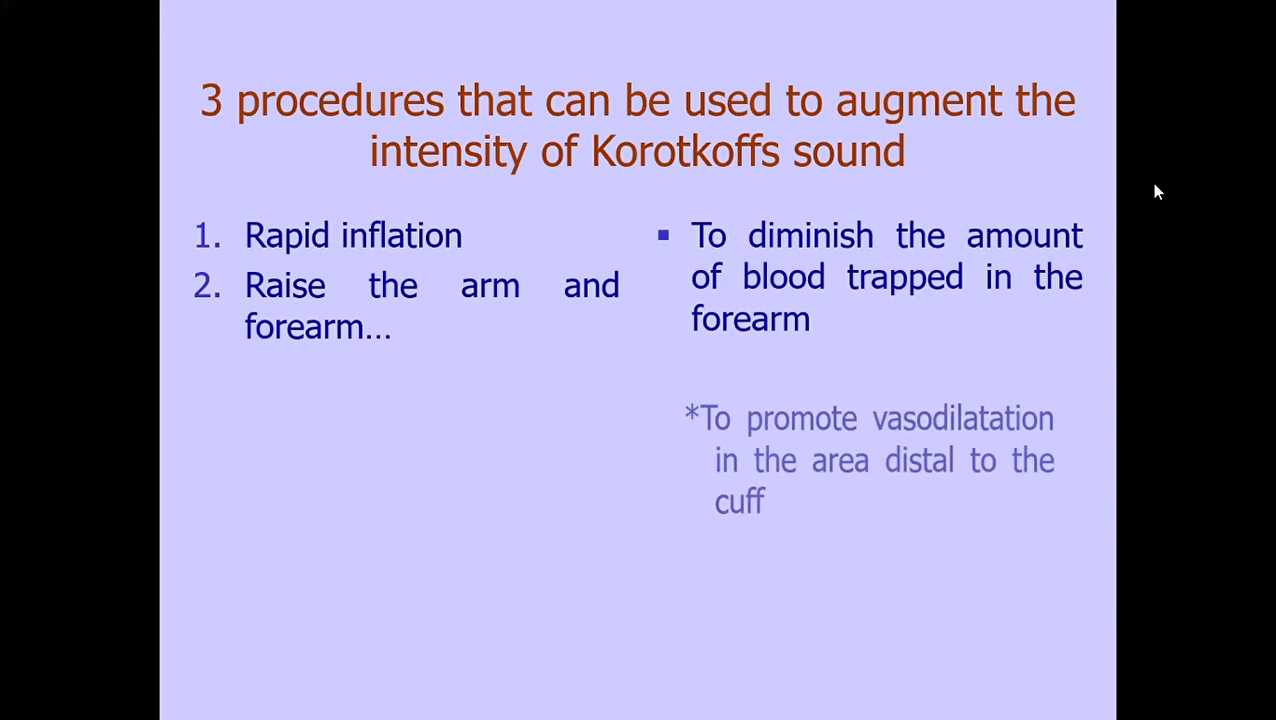 3 procedures that can be used to augment the
intensity of Korotkoffs sound
1. Rapid inflation
2. Raise the arm and
forearm…
▪ To diminish the amount
of blood trapped in the
forearm
*To promote vasodilatation
in the area distal to the
cuff